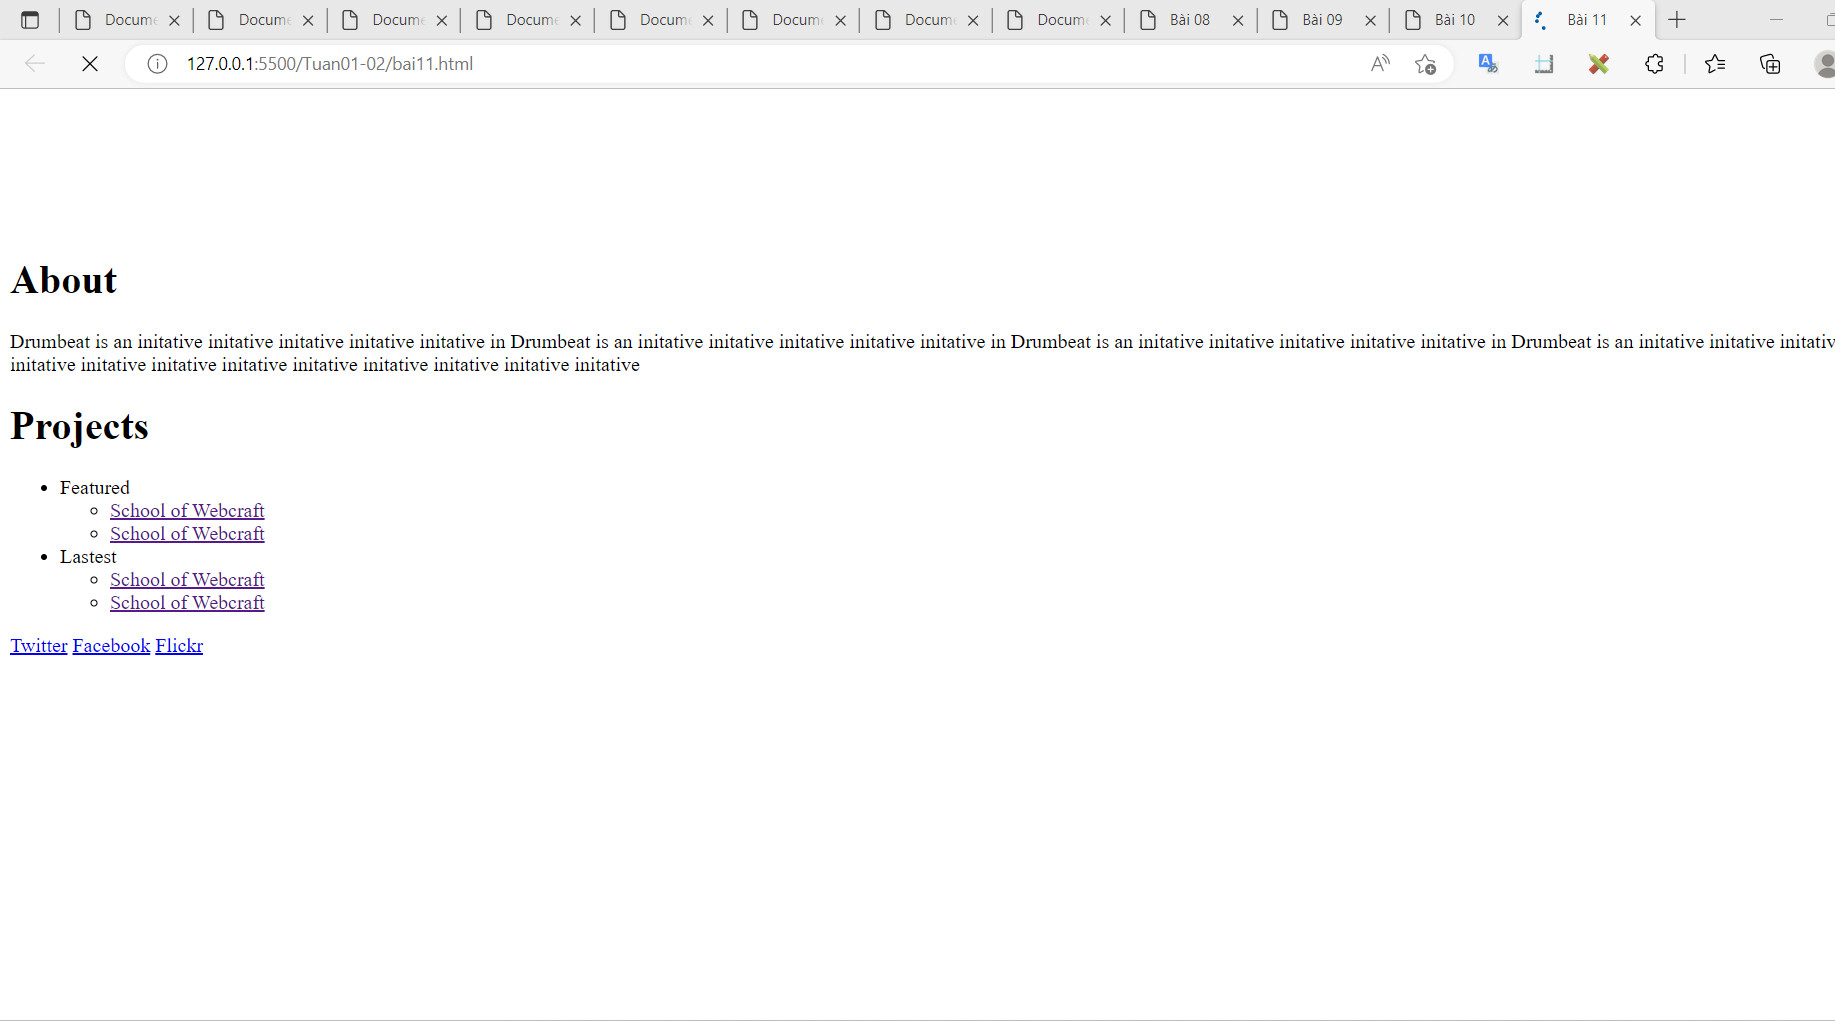 Docume Docume Docume Docume Docume Docume Docume Docume Bài 08 Bài 09 Bài 10 Bài 11
127.0.0.1:5500/Tuan01-02/bai11.html
About
Drumbeat is an initative initative initative initative initative in Drumbeat is an initative initative initative initative initative in Drumbeat is an initative initative initative initative initative in Drumbeat is an initative initative initativ
initative initative initative initative initative initative initative initative initative
Projects
• Featured
◦ School of Webcraft
◦ School of Webcraft
• Lastest
◦ School of Webcraft
◦ School of Webcraft
Twitter Facebook Flickr